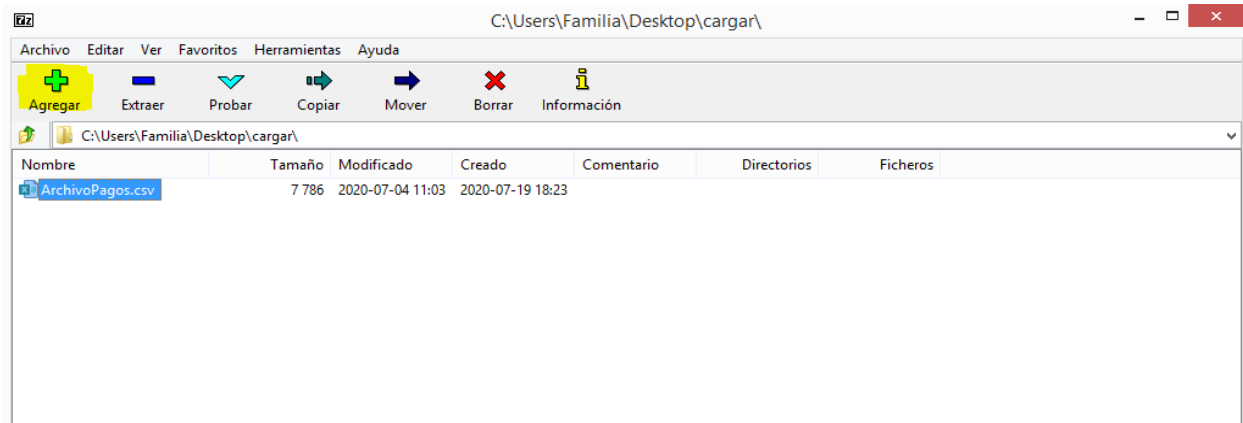 7z C:\Users\Familia\Desktop\cargar\
Archivo Editar Ver Favoritos Herramientas Ayuda
Agregar Extraer Probar Copiar Mover Borrar Información
C:\Users\Familia\Desktop\cargar\
Nombre Tamaño Modificado Creado Comentario Directorios Ficheros
ArchivoPagos.csv 7 786 2020-07-04 11:03 2020-07-19 18:23